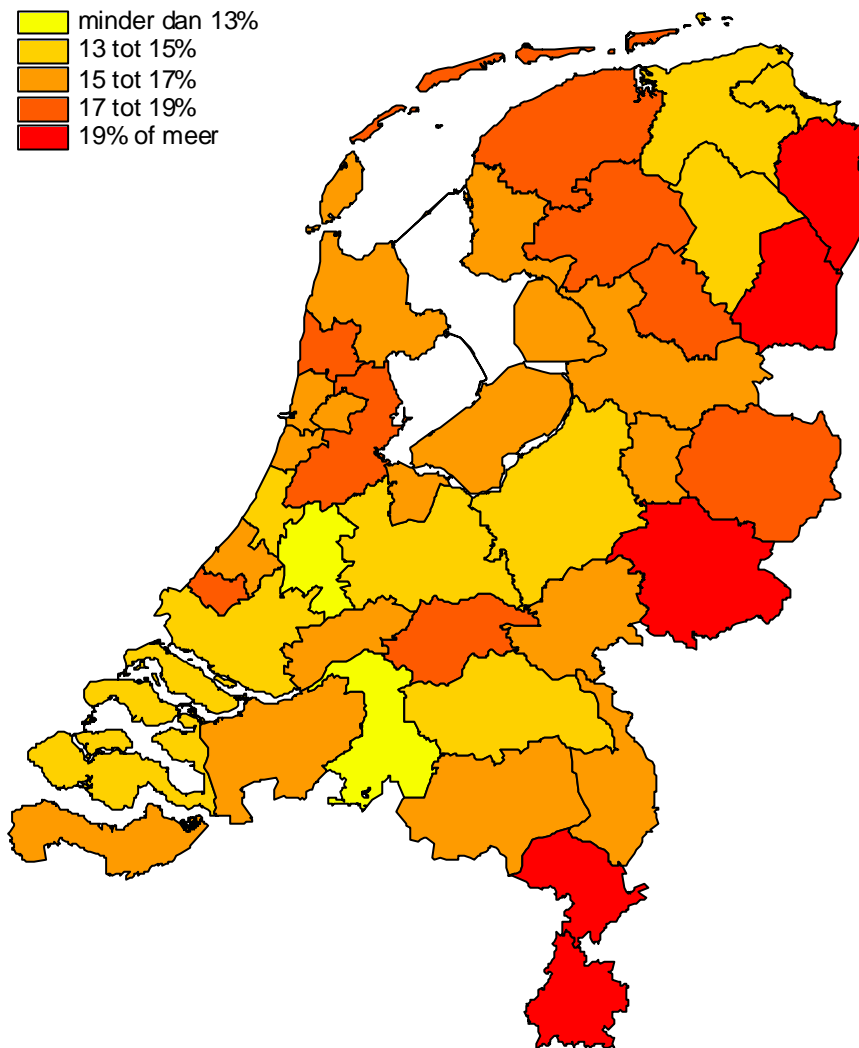 minder dan 13%
13 tot 15%
15 tot 17%
17 tot 19%
19% of meer